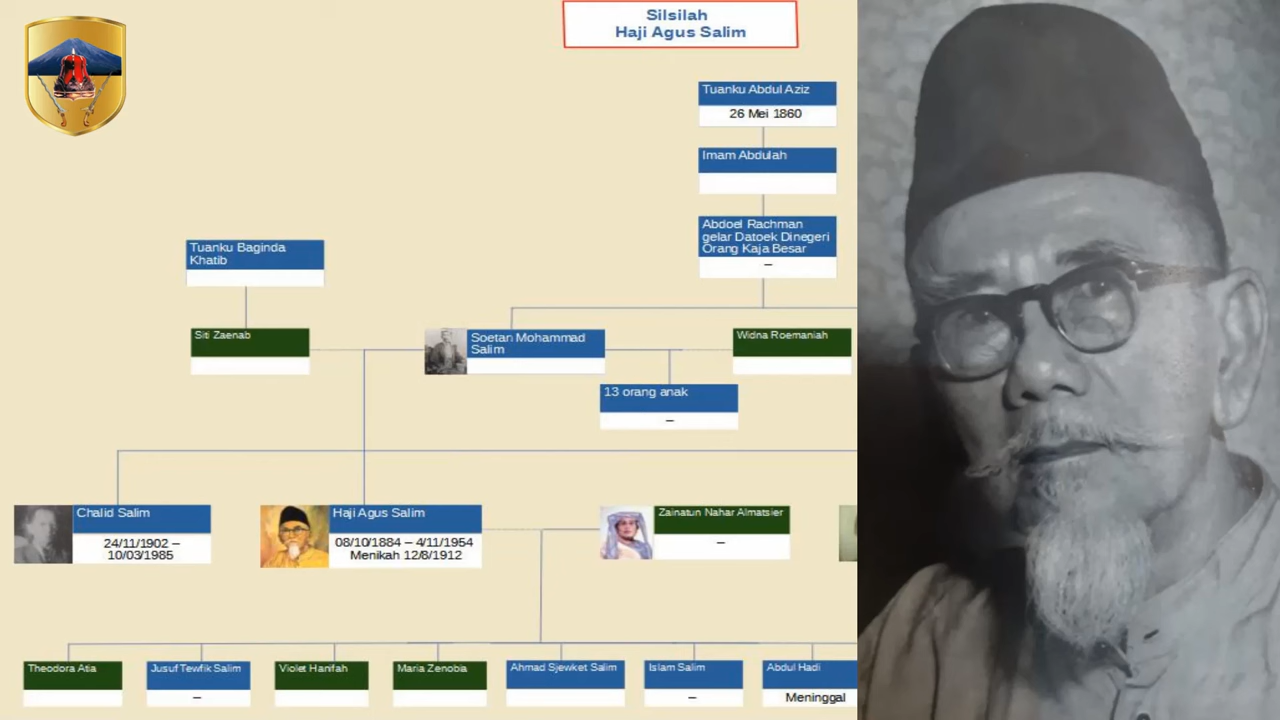 Silsilah
Haji Agus Salim
Tuanku Abdul Aziz
26 Mei 1860
Imam Abdulah
Abdoel Rachman
gelar Datoek Dinegeri
Orang Kaja Besar
–
Tuanku Baginda
Khatib
Siti Zaenab
Soetan Mohammad
Salim
Widna Roemaniah
13 orang anak
–
Chalid Salim
24/11/1902 –
10/03/1985
Haji Agus Salim
08/10/1884 – 4/11/1954
Menikah 12/8/1912
Zainatun Nahar Almatsier
–
Theodora Atia
Jusuf Tewfik Salim
–
Violet Hanifah
Maria Zenobia
Ahmad Sjewket Salim
Islam Salim
–
Abdul Hadi
Meninggal